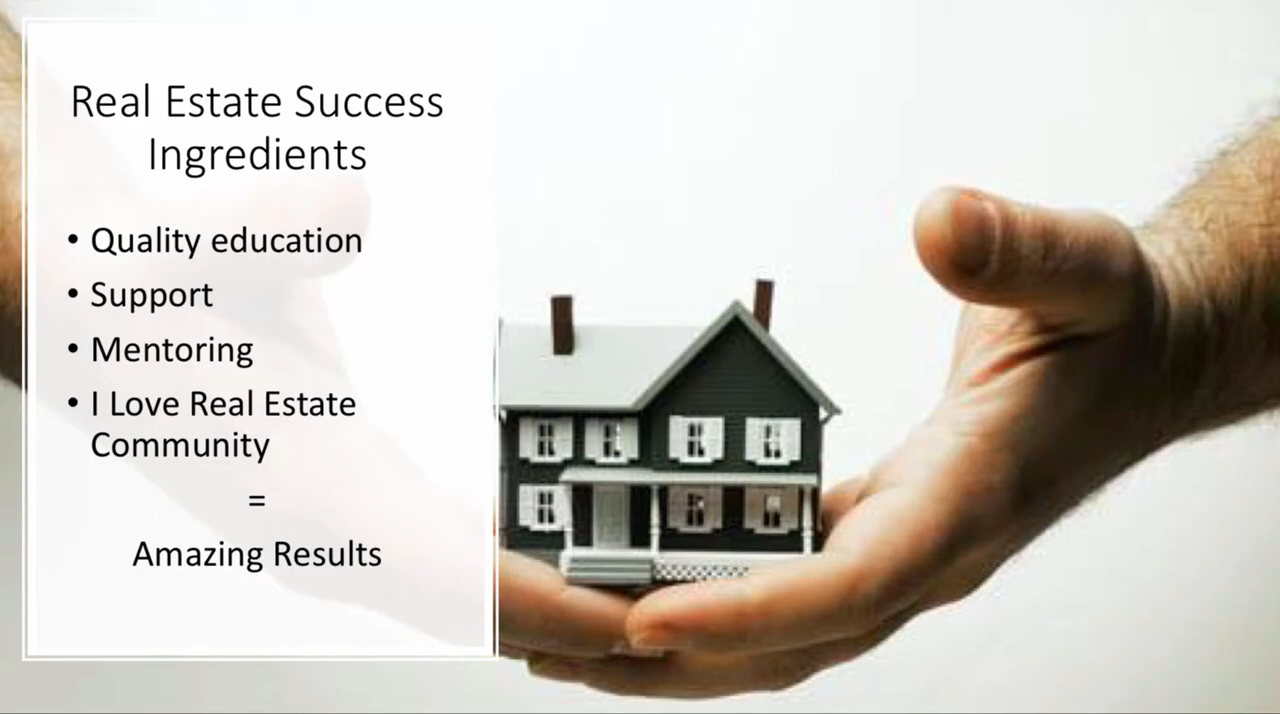 Real Estate Success
Ingredients
• Quality education
• Support
• Mentoring
• I Love Real Estate
Community
=
Amazing Results